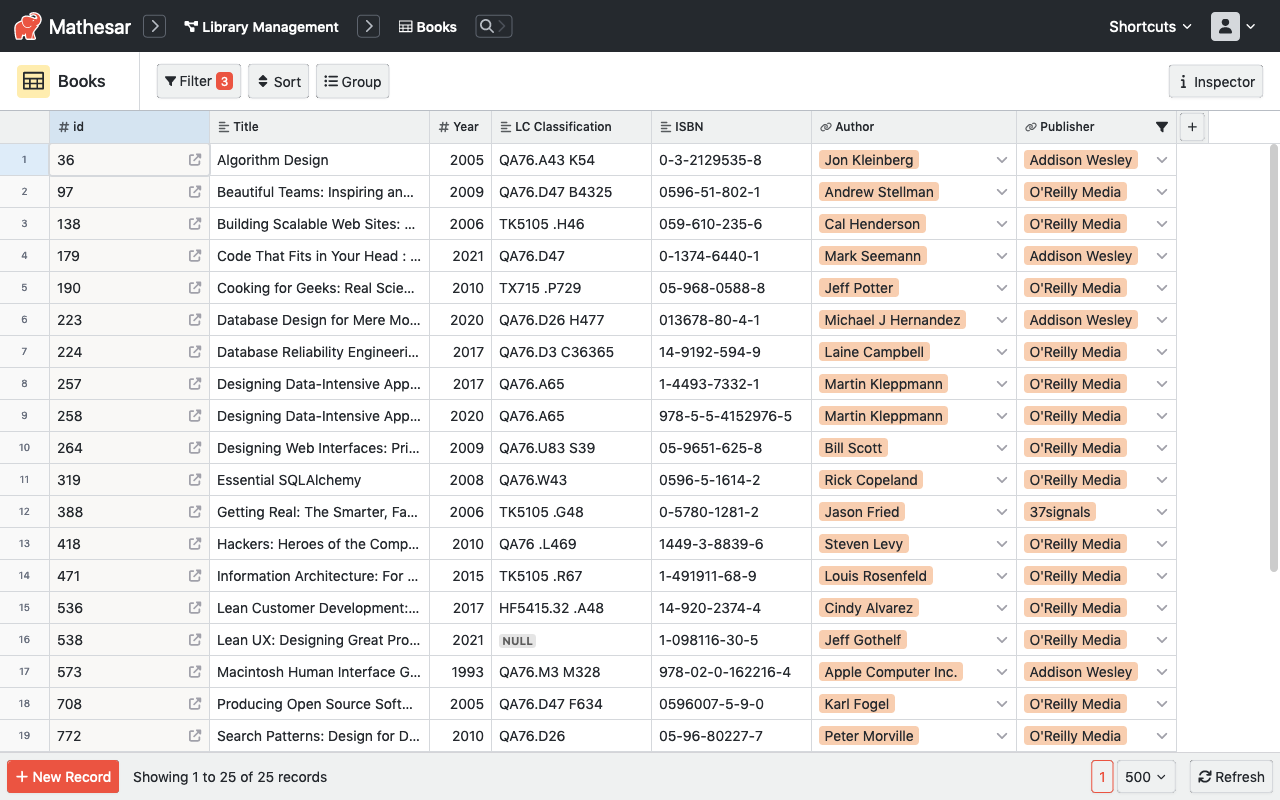 Mathesar Library Management Books Shortcuts
Books Filter 3 Sort Group Inspector
id Title Year LC Classification ISBN Author Publisher +
1 36 Algorithm Design 2005 QA76.A43 K54 0-3-2129535-8 Jon Kleinberg Addison Wesley
2 97 Beautiful Teams: Inspiring an... 2009 QA76.D47 B4325 0596-51-802-1 Andrew Stellman O'Reilly Media
3 138 Building Scalable Web Sites: ... 2006 TK5105 .H46 059-610-235-6 Cal Henderson O'Reilly Media
4 179 Code That Fits in Your Head : ... 2021 QA76.D47 0-1374-6440-1 Mark Seemann Addison Wesley
5 190 Cooking for Geeks: Real Scie... 2010 TX715 .P729 05-968-0588-8 Jeff Potter O'Reilly Media
6 223 Database Design for Mere Mo... 2020 QA76.D26 H477 013678-80-4-1 Michael J Hernandez Addison Wesley
7 224 Database Reliability Engineeri... 2017 QA76.D3 C36365 14-9192-594-9 Laine Campbell O'Reilly Media
8 257 Designing Data-Intensive App... 2017 QA76.A65 1-4493-7332-1 Martin Kleppmann O'Reilly Media
9 258 Designing Data-Intensive App... 2020 QA76.A65 978-5-5-4152976-5 Martin Kleppmann O'Reilly Media
10 264 Designing Web Interfaces: Pri... 2009 QA76.U83 S39 05-9651-625-8 Bill Scott O'Reilly Media
11 319 Essential SQLAlchemy 2008 QA76.W43 0596-5-1614-2 Rick Copeland O'Reilly Media
12 388 Getting Real: The Smarter, Fa... 2006 TK5105 .G48 0-5780-1281-2 Jason Fried 37signals
13 418 Hackers: Heroes of the Comp... 2010 QA76 .L469 1449-3-8839-6 Steven Levy O'Reilly Media
14 471 Information Architecture: For ... 2015 TK5105 .R67 1-491911-68-9 Louis Rosenfeld O'Reilly Media
15 536 Lean Customer Development:... 2017 HF5415.32 .A48 14-920-2374-4 Cindy Alvarez O'Reilly Media
16 538 Lean UX: Designing Great Pro... 2021 NULL 1-098116-30-5 Jeff Gothelf O'Reilly Media
17 573 Macintosh Human Interface G... 1993 QA76.M3 M328 978-02-0-162216-4 Apple Computer Inc. Addison Wesley
18 708 Producing Open Source Soft... 2005 QA76.D47 F634 0596007-5-9-0 Karl Fogel O'Reilly Media
19 772 Search Patterns: Design for D... 2010 QA76.D26 05-96-80227-7 Peter Morville O'Reilly Media
+ New Record Showing 1 to 25 of 25 records 1 500 Refresh